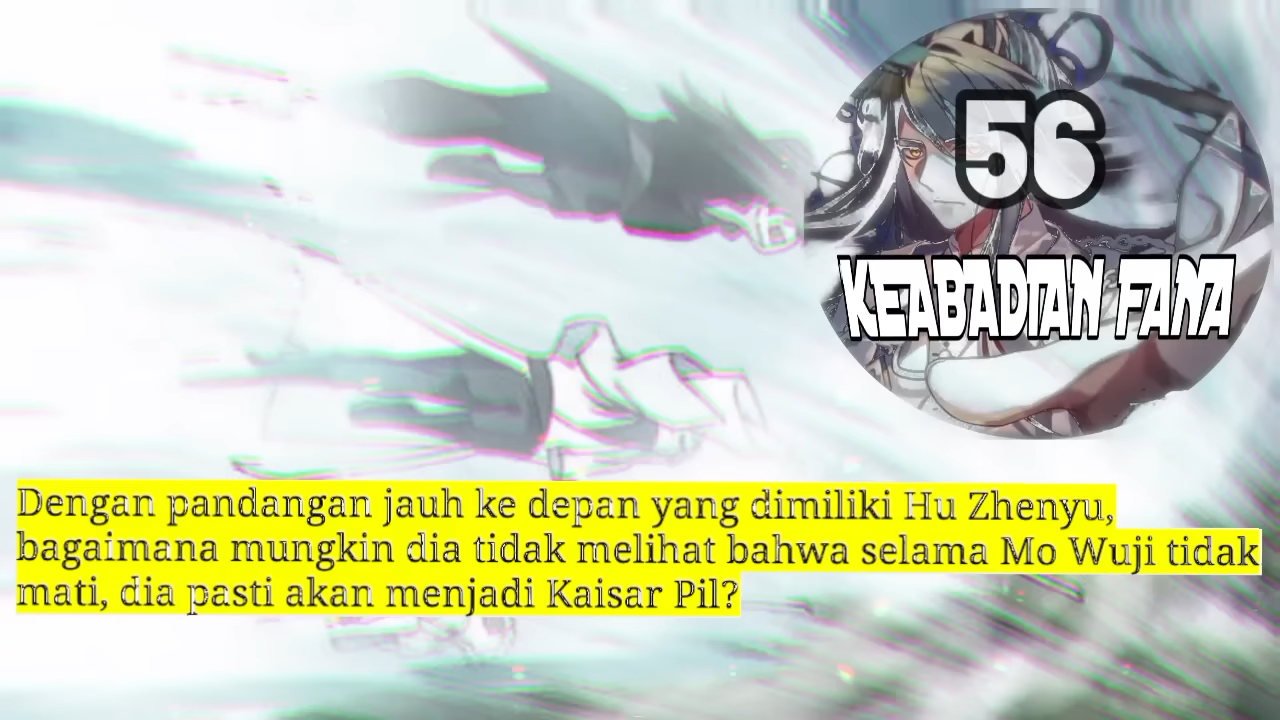 56
KEABADIAN FANA
Dengan pandangan jauh ke depan yang dimiliki Hu Zhenyu,
bagaimana mungkin dia tidak melihat bahwa selama Mo Wuji tidak
mati, dia pasti akan menjadi Kaisar Pil?